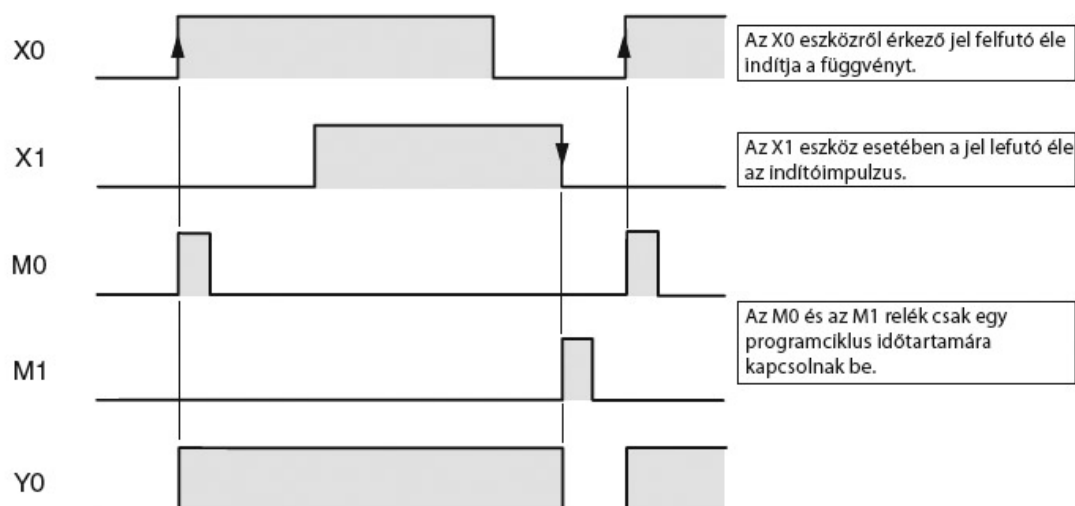 X0
Az X0 eszközről érkező jel felfutó éle
indítja a függvényt.
X1
Az X1 eszköz esetében a jel lefutó éle
az indítóimpulzus.
M0
Az M0 és az M1 relék csak egy
programciklus időtartamára
kapcsolnak be.
M1
Y0